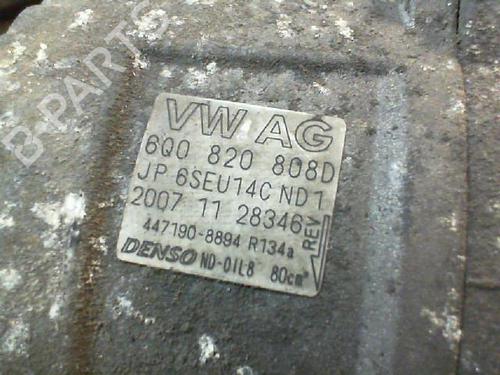 B-PARTS
VW AG
6Q0 820 808D
JP 6SEU14C ND1
2007 11 28346
REV
447190-8894 R134a
DENSO ND-OIL8 80cm³